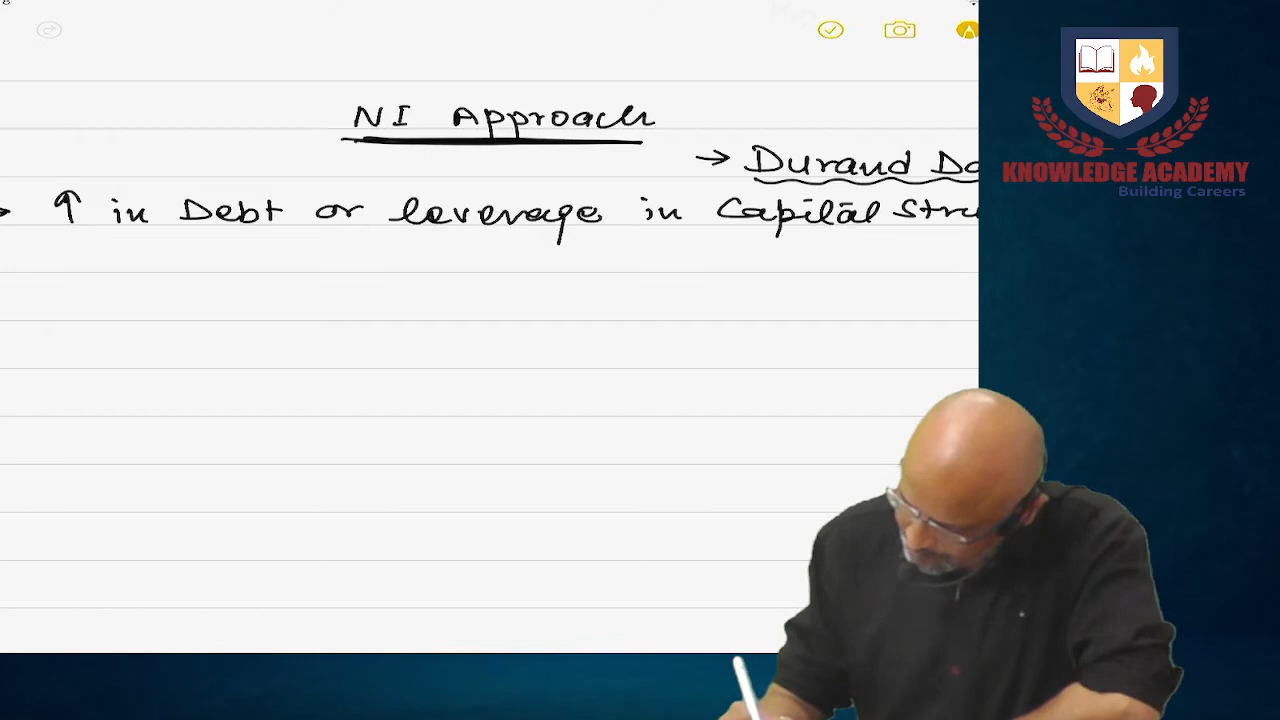 NI Approach
→ Durand
↑ in Debt or leverage in Capital
KNOWLEDGE ACADEMY
Building Careers